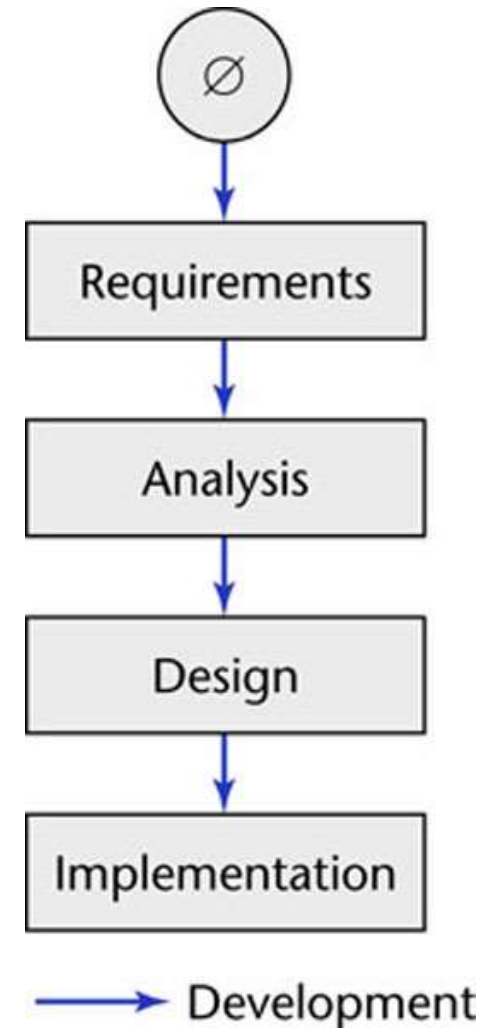 ∅
Requirements
Analysis
Design
Implementation
Development